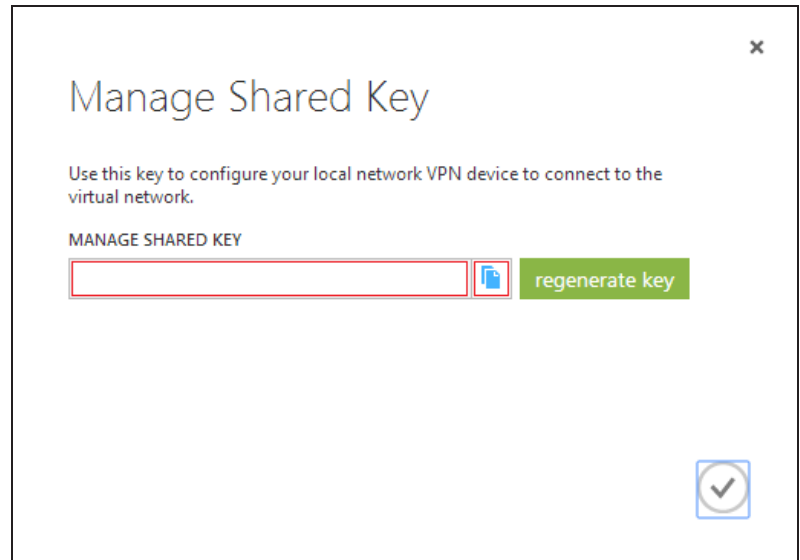 Manage Shared Key
Use this key to configure your local network VPN device to connect to the
virtual network.
MANAGE SHARED KEY
regenerate key